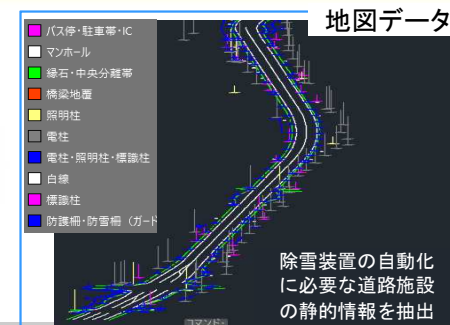 地図データ
バス停・駐車帯・IC
マンホール
縁石・中央分離帯
橋梁地覆
照明柱
電柱
電柱・照明柱・標識柱
白線
標識柱
防護柵・防雪柵（ガード
除雪装置の自動化
に必要な道路施設
の静的情報を抽出
コマンド: